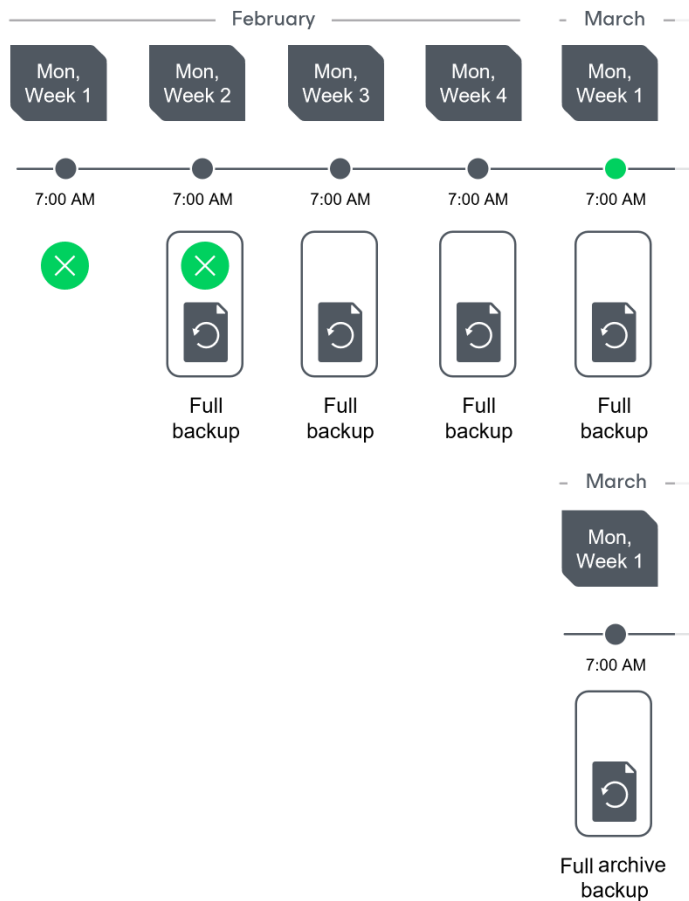 February
March
Mon,
Week 1
Mon,
Week 2
Mon,
Week 3
Mon,
Week 4
Mon,
Week 1
7:00 AM
7:00 AM
7:00 AM
7:00 AM
7:00 AM
Full
backup
Full
backup
Full
backup
Full
backup
March
Mon,
Week 1
7:00 AM
Full archive
backup